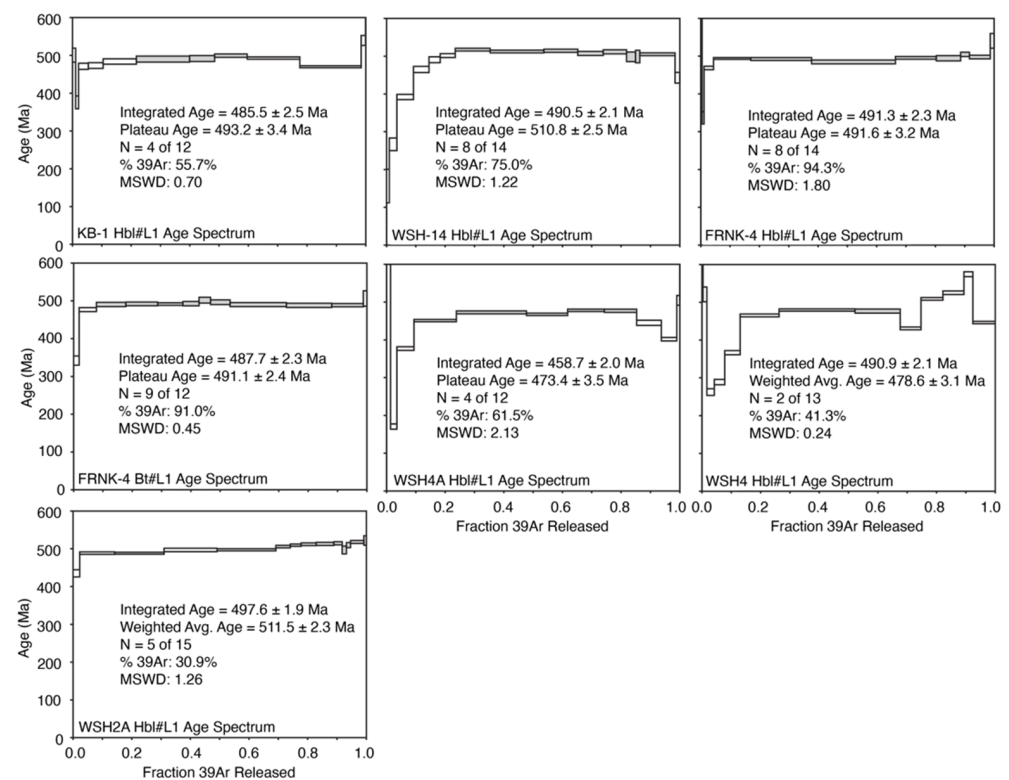 600
500
400
300
200
100
0
Age (Ma)
Integrated Age = 485.5 ± 2.5 Ma
Plateau Age = 493.2 ± 3.4 Ma
N = 4 of 12
% 39Ar: 55.7%
MSWD: 0.70
KB-1 Hbl#L1 Age Spectrum
Integrated Age = 490.5 ± 2.1 Ma
Plateau Age = 510.8 ± 2.5 Ma
N = 8 of 14
% 39Ar: 75.0%
MSWD: 1.22
WSH-14 Hbl#L1 Age Spectrum
Integrated Age = 491.3 ± 2.3 Ma
Plateau Age = 491.6 ± 3.2 Ma
N = 8 of 14
% 39Ar: 94.3%
MSWD: 1.80
FRNK-4 Hbl#L1 Age Spectrum
600
500
400
300
200
100
0
Age (Ma)
Integrated Age = 487.7 ± 2.3 Ma
Plateau Age = 491.1 ± 2.4 Ma
N = 9 of 12
% 39Ar: 91.0%
MSWD: 0.45
FRNK-4 Bt#L1 Age Spectrum
Integrated Age = 458.7 ± 2.0 Ma
Plateau Age = 473.4 ± 3.5 Ma
N = 4 of 12
% 39Ar: 61.5%
MSWD: 2.13
WSH4A Hbl#L1 Age Spectrum
0.0 0.2 0.4 0.6 0.8 1.0
Fraction 39Ar Released
Integrated Age = 490.9 ± 2.1 Ma
Weighted Avg. Age = 478.6 ± 3.1 Ma
N = 2 of 13
% 39Ar: 41.3%
MSWD: 0.24
WSH4 Hbl#L1 Age Spectrum
0.0 0.2 0.4 0.6 0.8 1.0
Fraction 39Ar Released
600
500
400
300
200
100
0
Age (Ma)
Integrated Age = 497.6 ± 1.9 Ma
Weighted Avg. Age = 511.5 ± 2.3 Ma
N = 5 of 15
% 39Ar: 30.9%
MSWD: 1.26
WSH2A Hbl#L1 Age Spectrum
0.0 0.2 0.4 0.6 0.8 1.0
Fraction 39Ar Released